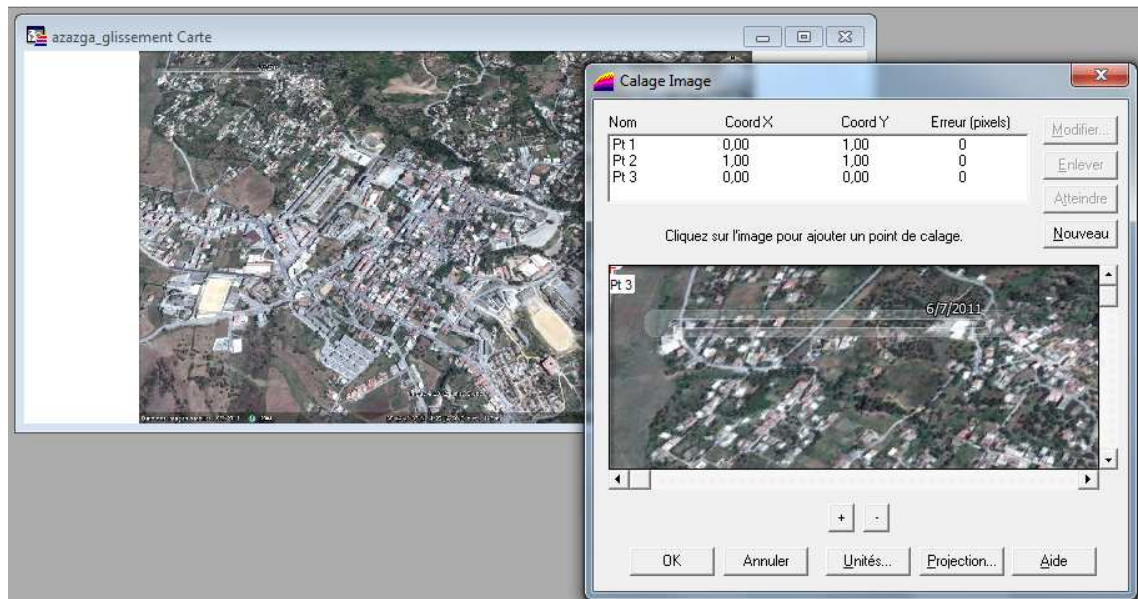 azazga_glissement Carte
Calage Image
Nom Coord X Coord Y Erreur (pixels)
Pt 1 0,00 1,00 0
Pt 2 1,00 1,00 0
Pt 3 0,00 0,00 0
Modifier...
Enlever
Atteindre
Nouveau
Cliquez sur l'image pour ajouter un point de calage.
Pt 3
6/7/2011
+ -
OK Annuler Unités... Projection... Aide